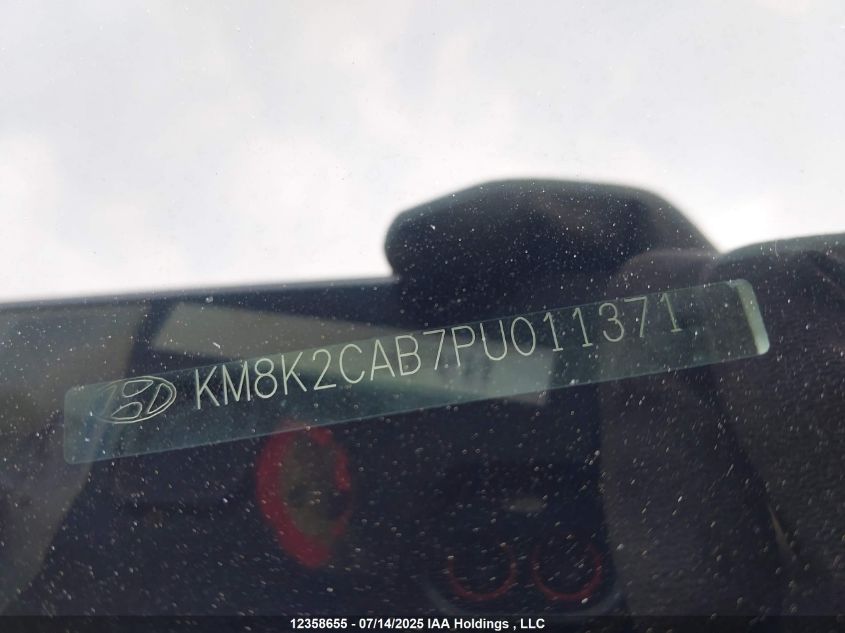 KM8K2CAB7PU011371
12358655 - 07/14/2025 IAA Holdings , LLC